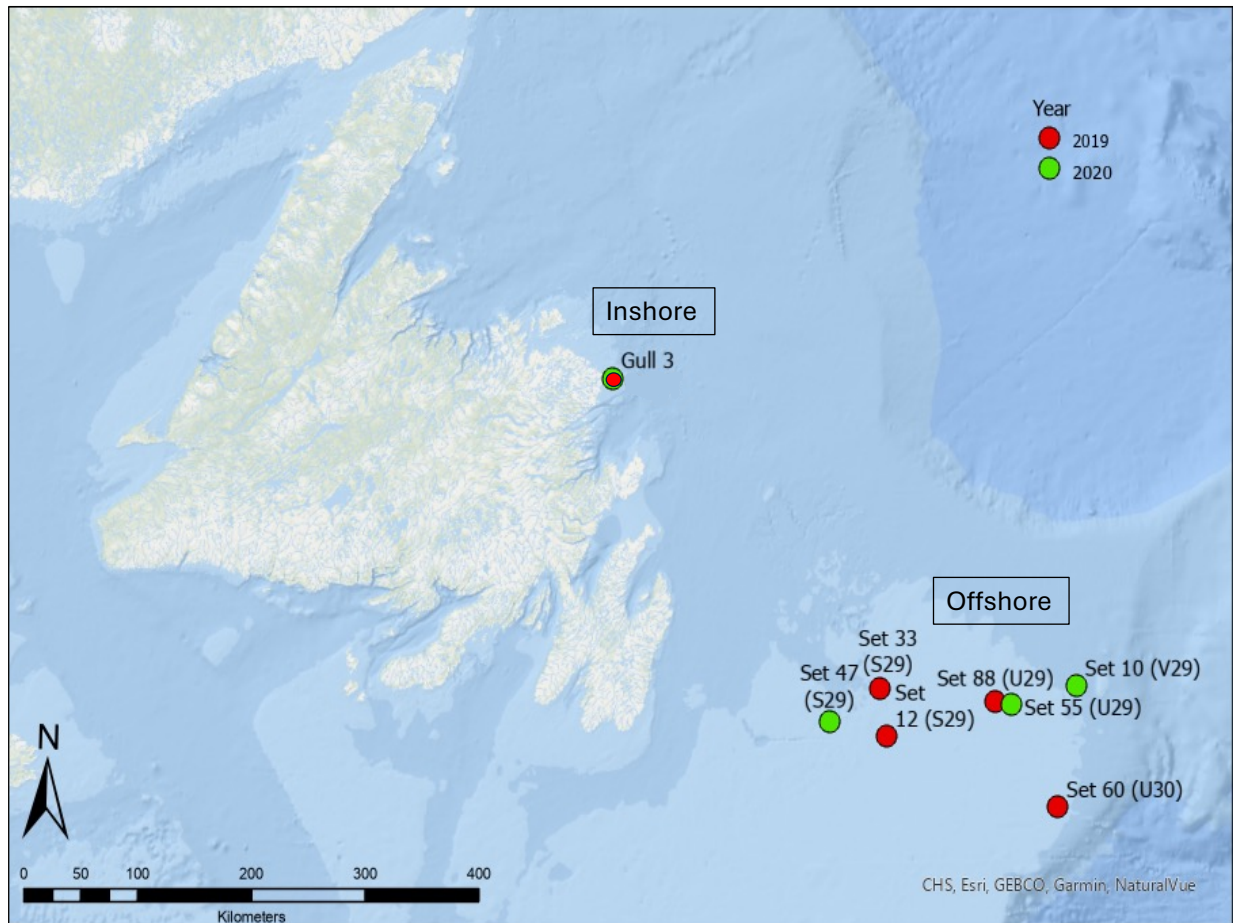 Year
2019
2020
Inshore
Gull 3
Offshore
Set 33
(S29)
Set 47
(S29)
Set
12 (S29)
Set 88 (U29)
Set 10 (V29)
Set 55 (U29)
Set 60 (U30)
N
0 50 100 200 300 400
Kilometers
CHS, Esri, GEBCO, Garmin, NaturalVue